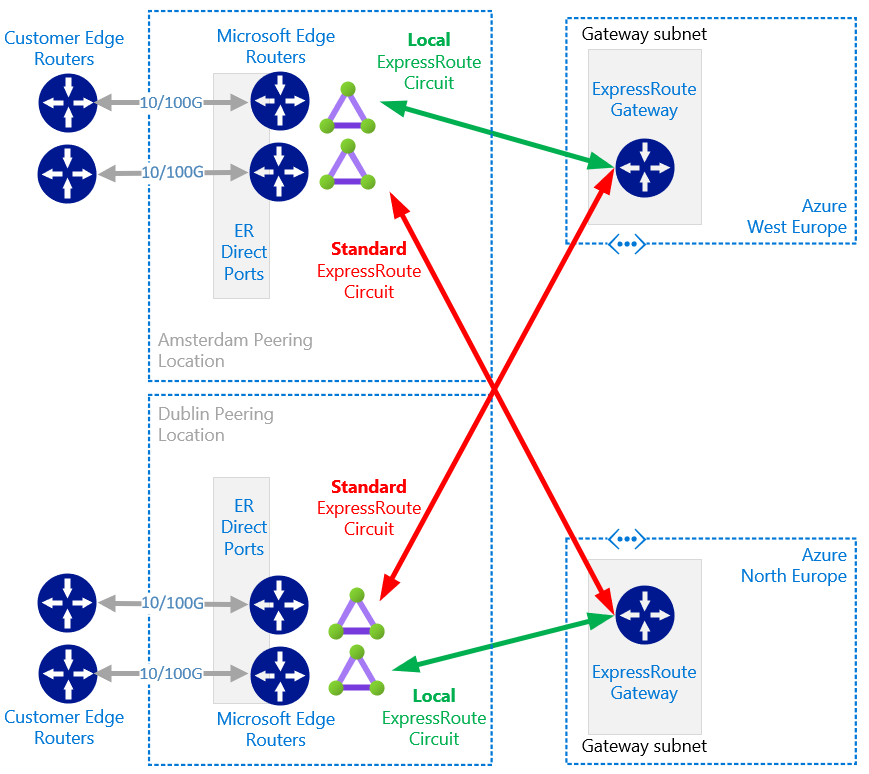 Customer Edge
Routers
Microsoft Edge
Routers
Local
ExpressRoute
Circuit
Gateway subnet
ExpressRoute
Gateway
10/100G
10/100G
Azure
West Europe
ER
Direct
Ports
Standard
ExpressRoute
Circuit
Amsterdam Peering
Location
Dublin Peering
Location
ER
Direct
Ports
Standard
ExpressRoute
Circuit
Azure
North Europe
10/100G
10/100G
ExpressRoute
Gateway
Customer Edge
Routers
Microsoft Edge
Routers
Local
ExpressRoute
Circuit
Gateway subnet